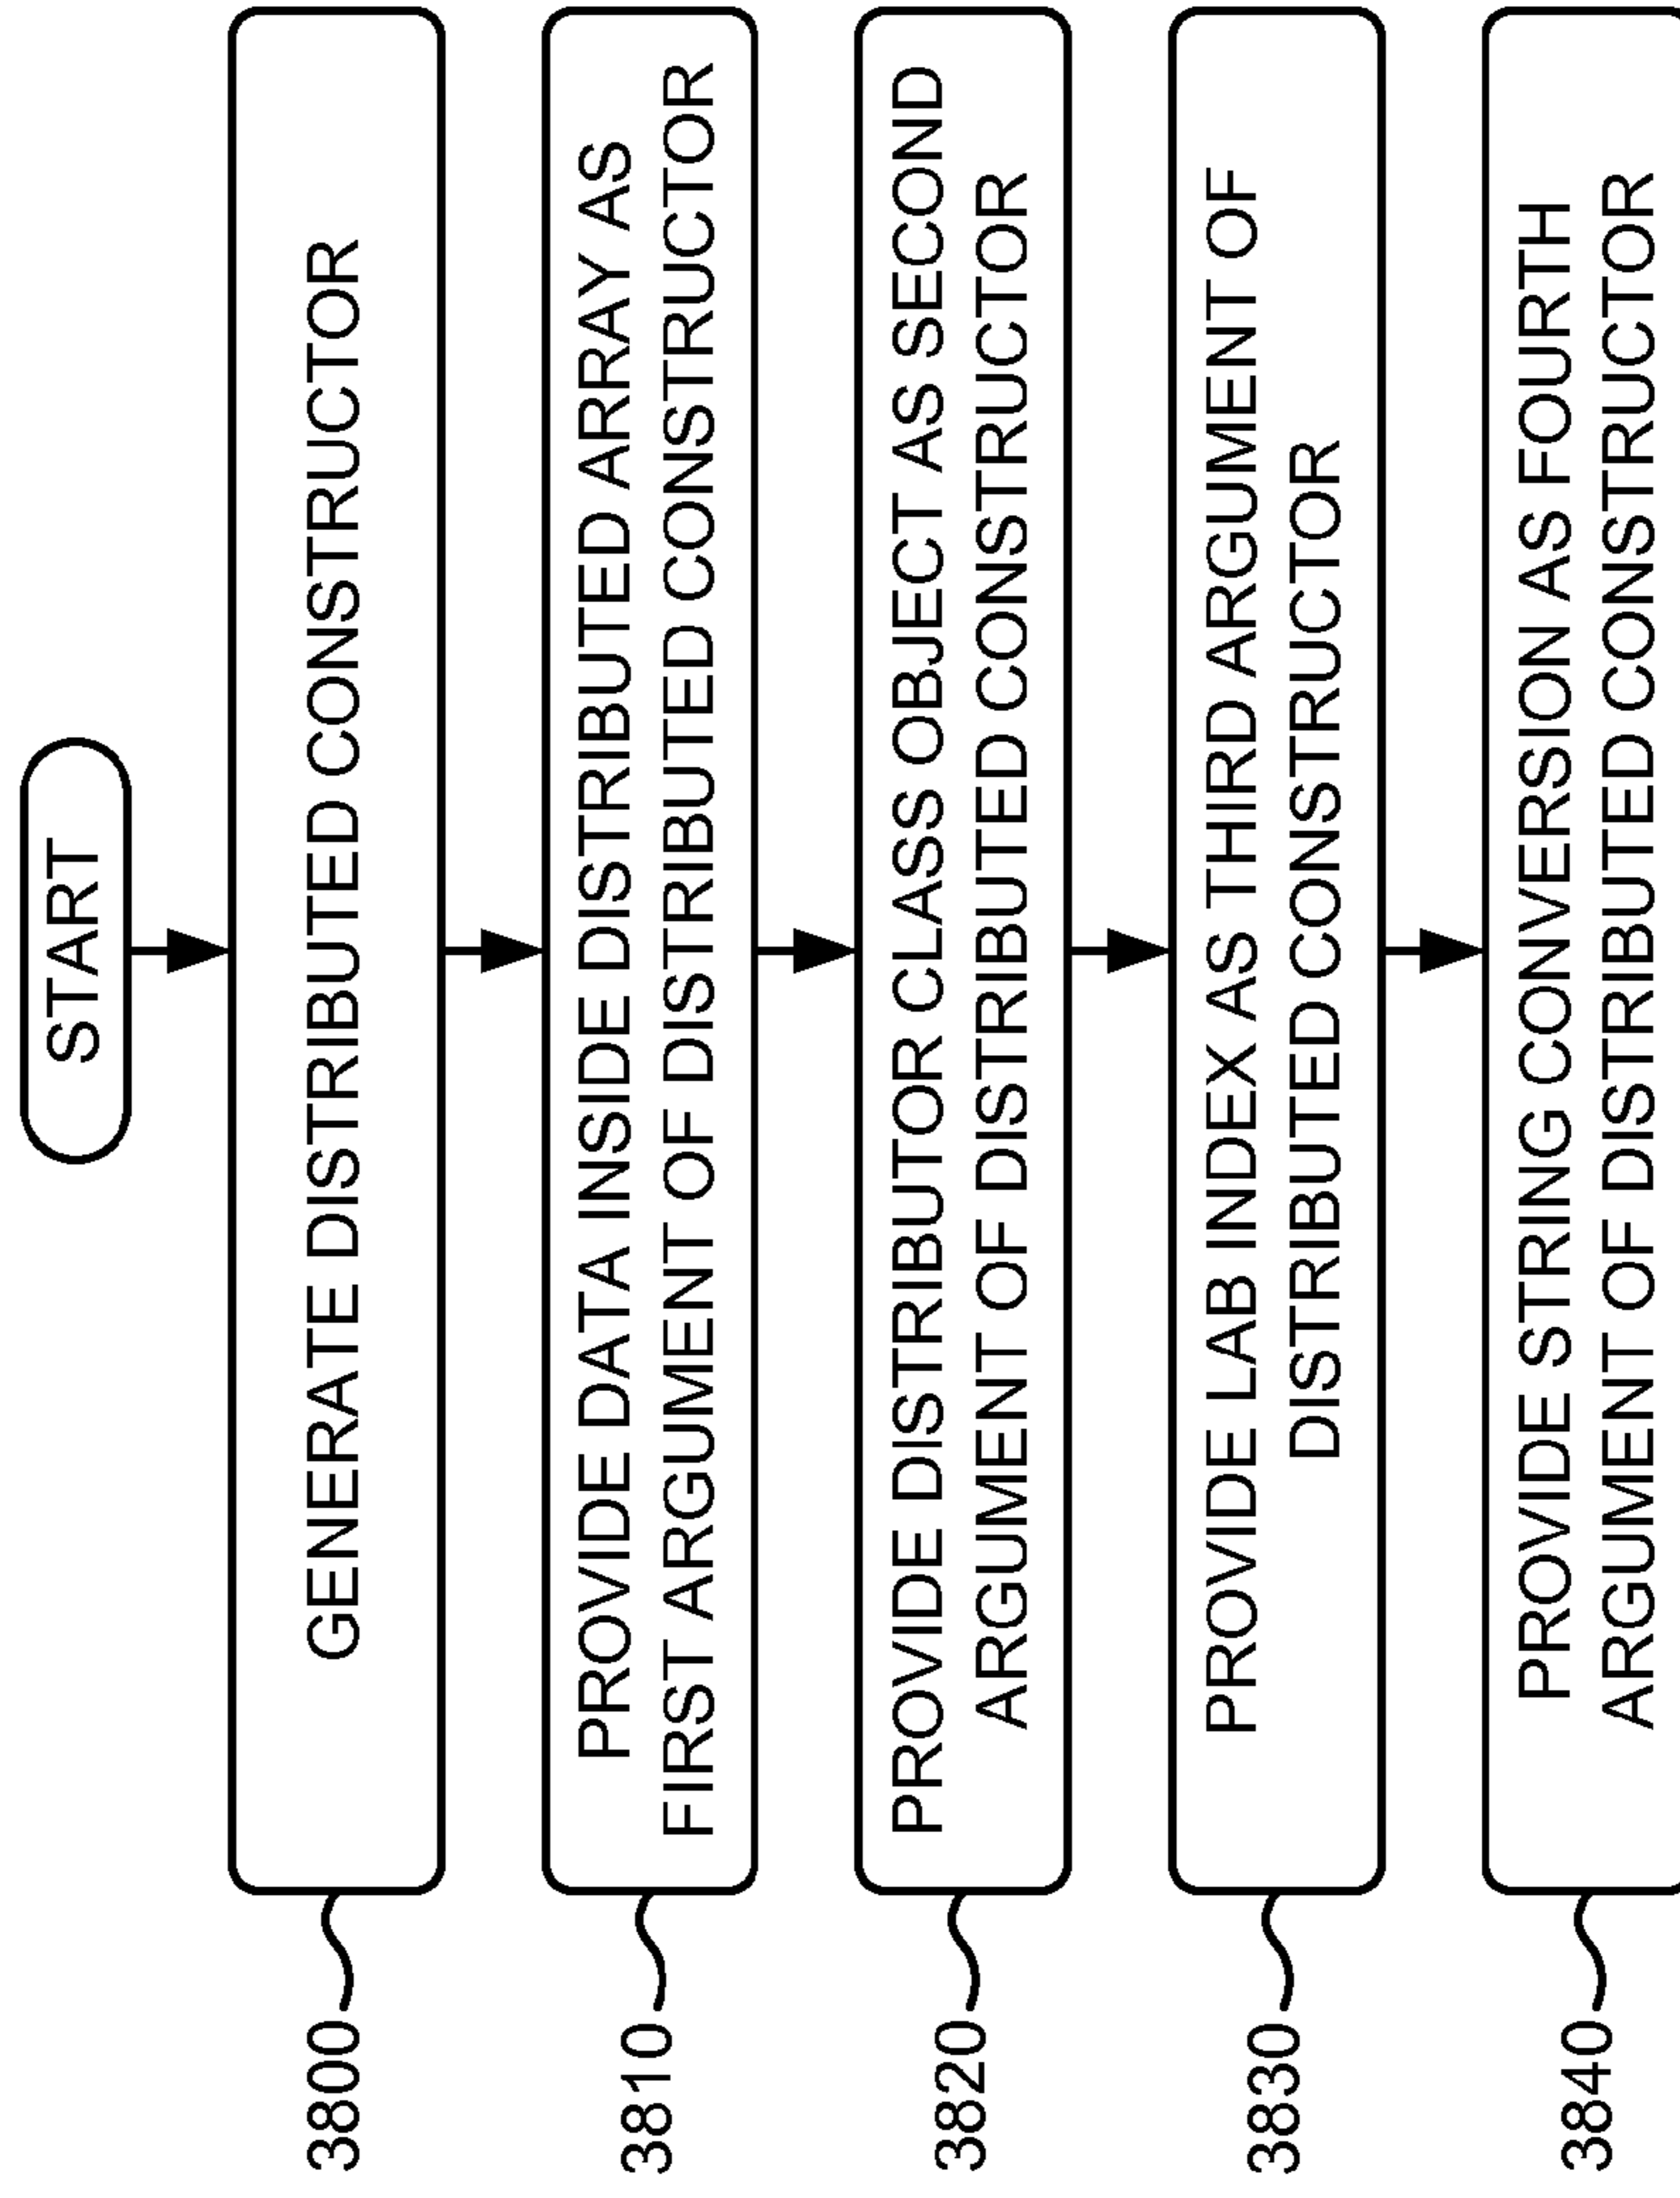 START
3800
GENERATE DISTRIBUTED CONSTRUCTOR
3810
PROVIDE DATA INSIDE DISTRIBUTED ARRAY AS
FIRST ARGUMENT OF DISTRIBUTED CONSTRUCTOR
3820
PROVIDE DISTRIBUTOR CLASS OBJECT AS SECOND
ARGUMENT OF DISTRIBUTED CONSTRUCTOR
3830
PROVIDE LAB INDEX AS THIRD ARGUMENT OF
DISTRIBUTED CONSTRUCTOR
3840
PROVIDE STRING CONVERSION AS FOURTH
ARGUMENT OF DISTRIBUTED CONSTRUCTOR